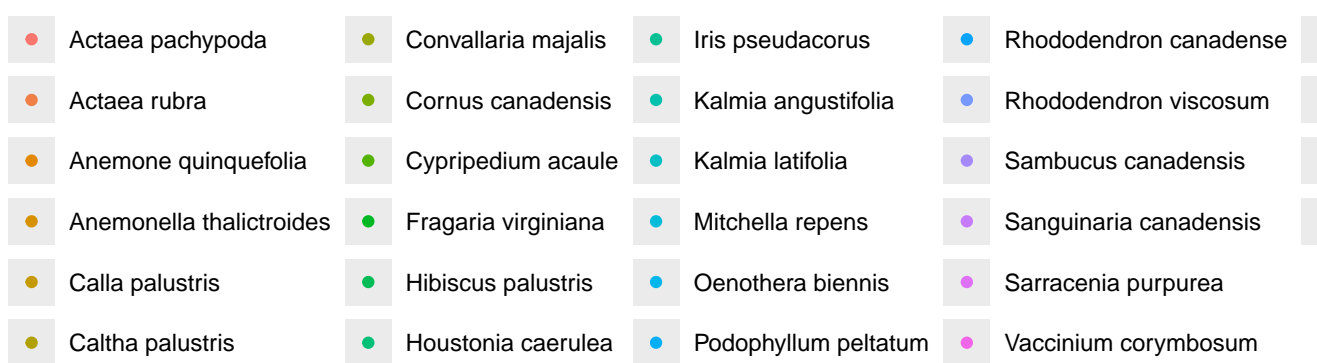 Actaea pachypoda
Actaea rubra
Anemone quinquefolia
Anemonella thalictroides
Calla palustris
Caltha palustris
Convallaria majalis
Cornus canadensis
Cypripedium acaule
Fragaria virginiana
Hibiscus palustris
Houstonia caerulea
Iris pseudacorus
Kalmia angustifolia
Kalmia latifolia
Mitchella repens
Oenothera biennis
Podophyllum peltatum
Rhododendron canadense
Rhododendron viscosum
Sambucus canadensis
Sanguinaria canadensis
Sarracenia purpurea
Vaccinium corymbosum